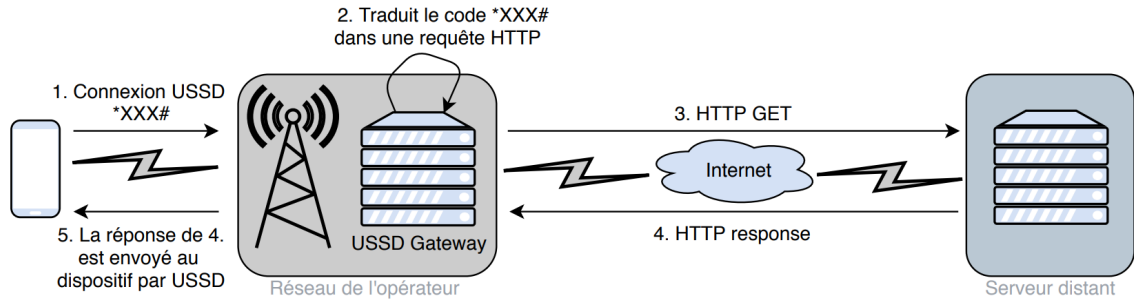 2. Traduit le code *XXX#
dans une requête HTTP
1. Connexion USSD
*XXX#
3. HTTP GET
Internet
5. La réponse de 4.
est envoyé au
dispositif par USSD
USSD Gateway
4. HTTP response
Réseau de l'opérateur
Serveur distant